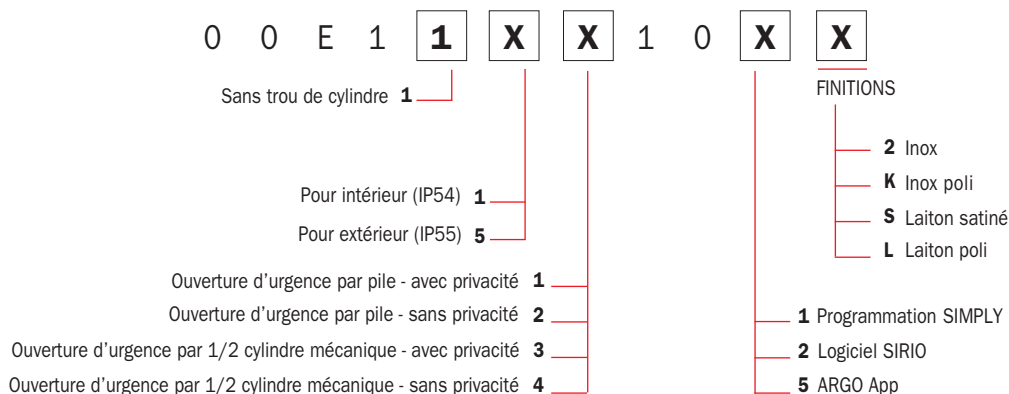 0 0 E 1 1 X X 1 0 X X
Sans trou de cylindre 1
FINITIONS
2 Inox
K Inox poli
S Laiton satiné
L Laiton poli
Pour intérieur (IP54) 1
Pour extérieur (IP55) 5
Ouverture d'urgence par pile - avec privacité 1
Ouverture d'urgence par pile - sans privacité 2
Ouverture d'urgence par 1/2 cylindre mécanique - avec privacité 3
Ouverture d'urgence par 1/2 cylindre mécanique - sans privacité 4
1 Programmation SIMPLY
2 Logiciel SIRIO
5 ARGO App